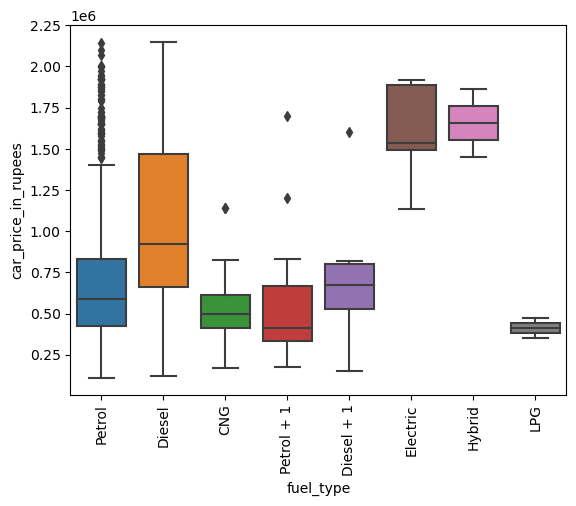 1e6
2.25
2.00
1.75
1.50
1.25
1.00
0.75
0.50
0.25
car_price_in_rupees
Petrol
Diesel
CNG
Petrol + 1
Diesel + 1
Electric
Hybrid
LPG
fuel_type